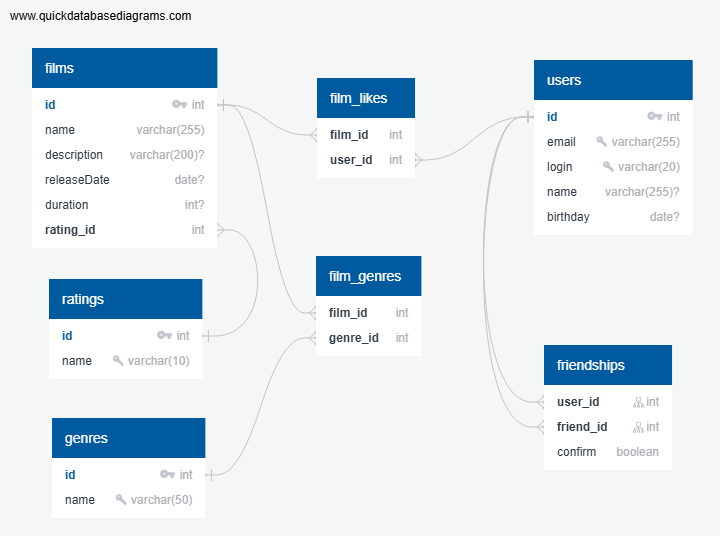 www.quickdatabasediagrams.com
films
id int
name varchar(255)
description varchar(200)?
releaseDate date?
duration int?
rating_id int
film_likes
film_id int
user_id int
users
id int
email varchar(255)
login varchar(20)
name varchar(255)?
birthday date?
film_genres
film_id int
genre_id int
ratings
id int
name varchar(10)
friendships
user_id int
friend_id int
confirm boolean
genres
id int
name varchar(50)